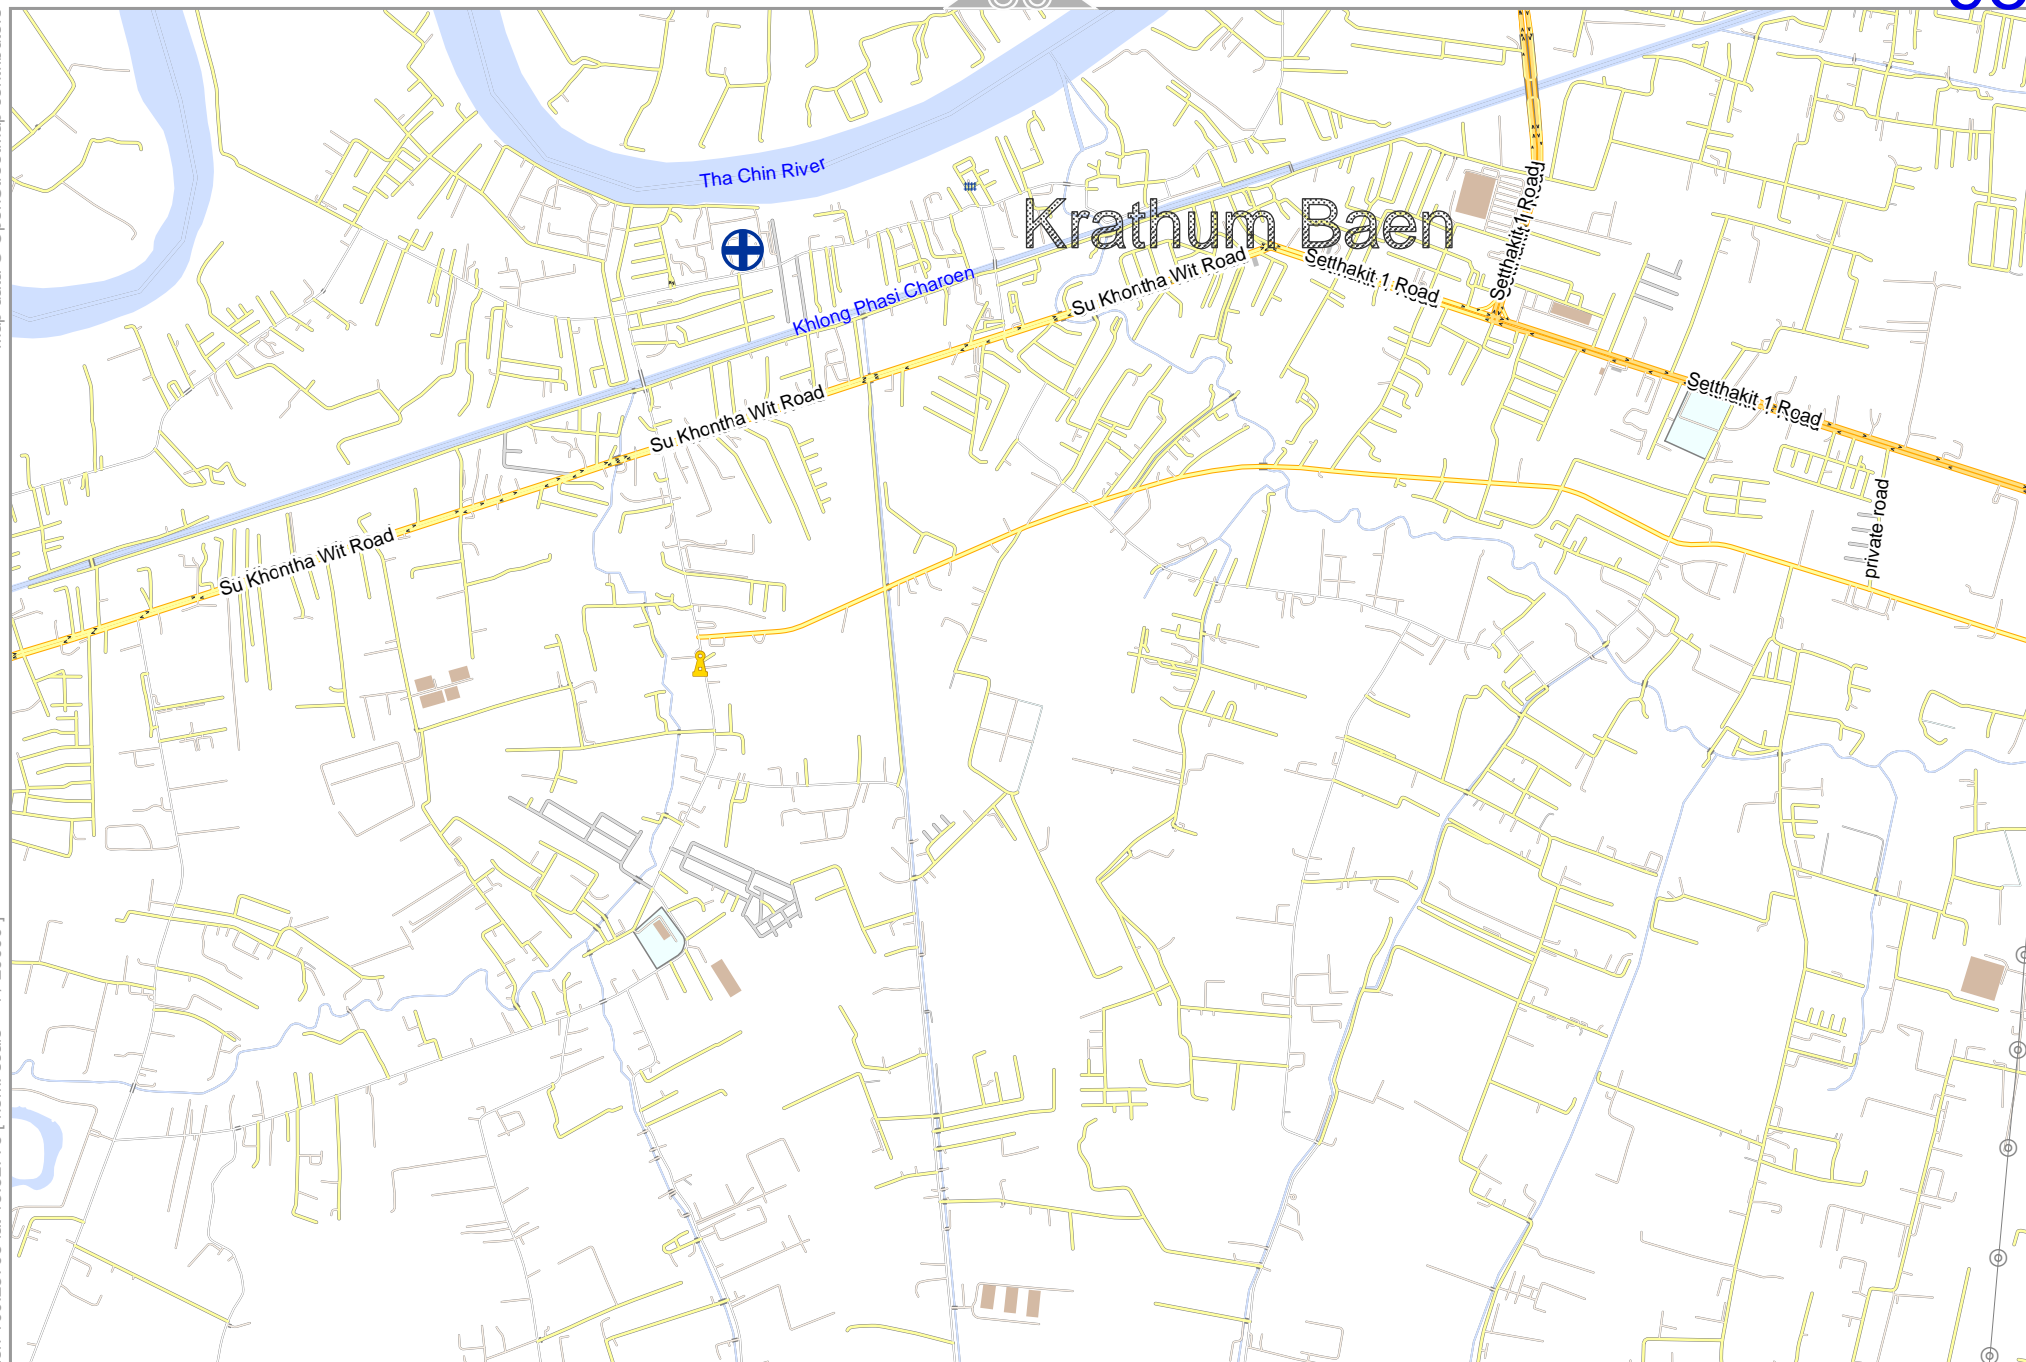 Tha Chin River
Krathum Baen
Setthakit 1 Road
Setthakit 1 Road
Su Khontha Wit Road
Khlong Phasi Charoen
Setthakit 1 Road
Su Khontha Wit Road
private road
Su Khontha Wit Road